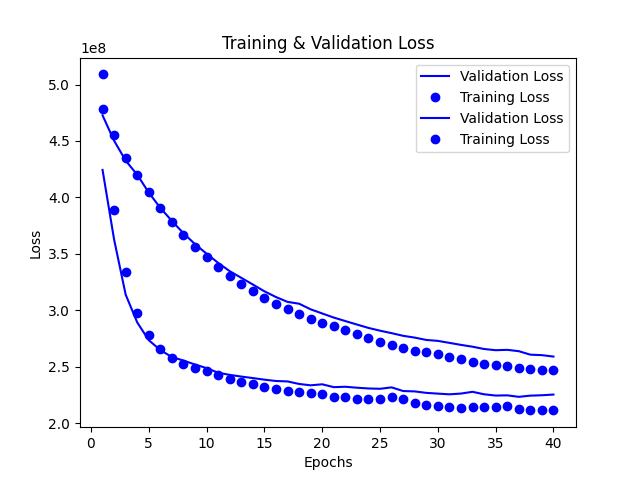 Training & Validation Loss
1e8
Validation Loss
Training Loss
Validation Loss
Training Loss
5.0
4.5
4.0
3.5
3.0
2.5
2.0
Loss
0 5 10 15 20 25 30 35 40
Epochs